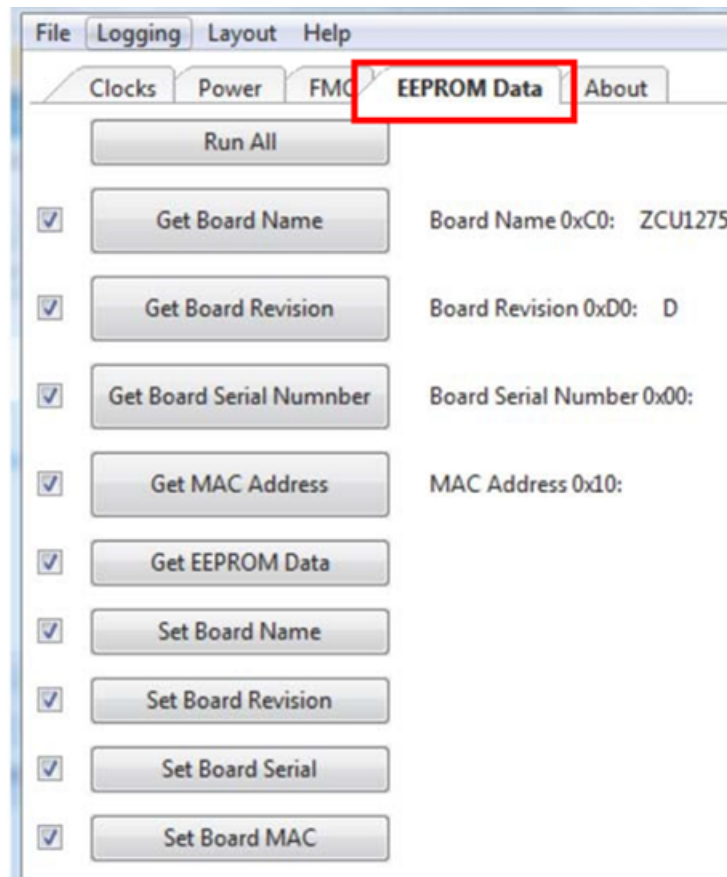 File Logging Layout Help
Clocks Power FMC EEPROM Data About
Run All
Get Board Name Board Name 0xC0: ZCU1275
Get Board Revision Board Revision 0xD0: D
Get Board Serial Numnber Board Serial Number 0x00:
Get MAC Address MAC Address 0x10:
Get EEPROM Data
Set Board Name
Set Board Revision
Set Board Serial
Set Board MAC